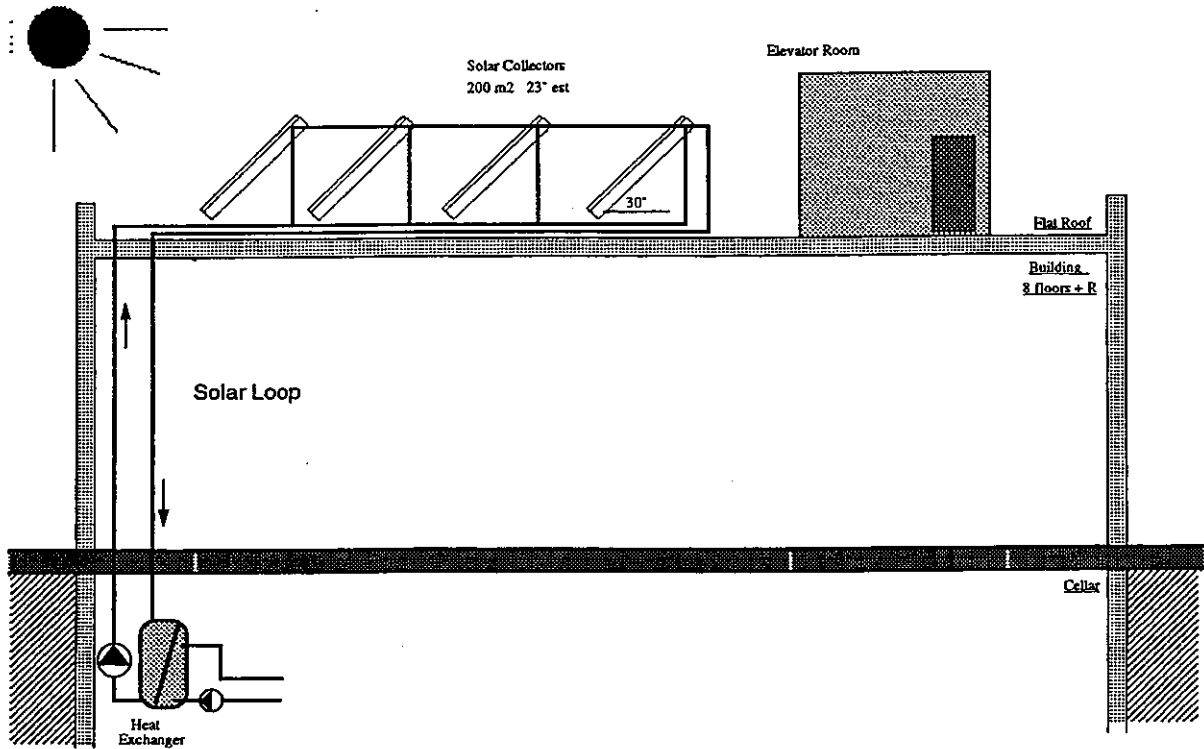 Elevator Room
Solar Collectors
200 m2 23° est
30°
Flat Roof
Building
8 floors + R
Solar Loop
Cellar
Heat
Exchanger